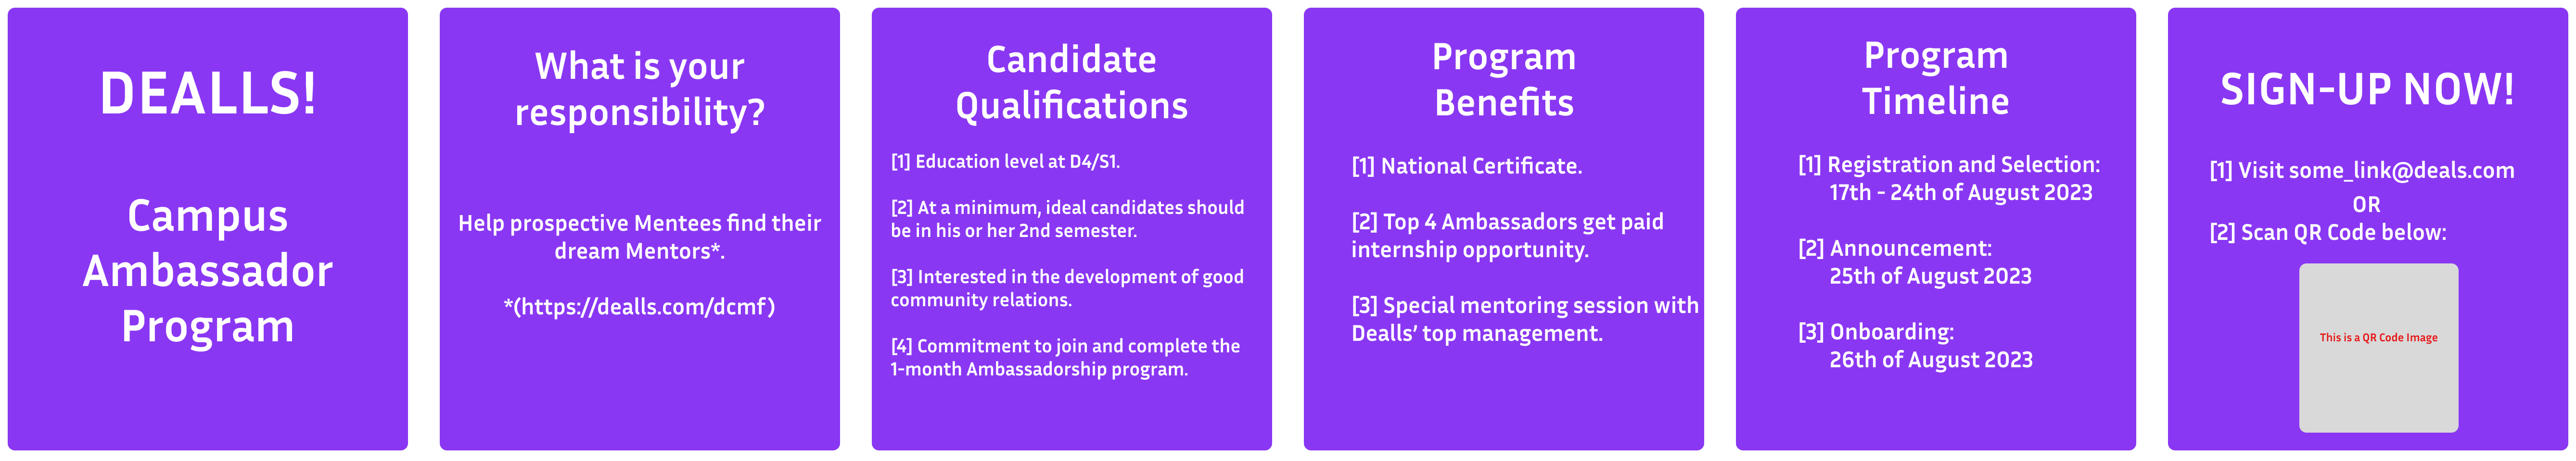 DEALLS!
Campus
Ambassador
Program
What is your
responsibility?
Help prospective Mentees find their
dream Mentors*.
*(https://dealls.com/dcmf)
Candidate
Qualifications
[1] Education level at D4/S1.
[2] At a minimum, ideal candidates should
be in his or her 2nd semester.
[3] Interested in the development of good
community relations.
[4] Commitment to join and complete the
1-month Ambassadorship program.
Program
Benefits
[1] National Certificate.
[2] Top 4 Ambassadors get paid
internship opportunity.
[3] Special mentoring session with
Dealls’ top management.
Program
Timeline
[1] Registration and Selection:
17th - 24th of August 2023
[2] Announcement:
25th of August 2023
[3] Onboarding:
26th of August 2023
SIGN-UP NOW!
[1] Visit some_link@deals.com
OR
[2] Scan QR Code below:
This is a QR Code Image